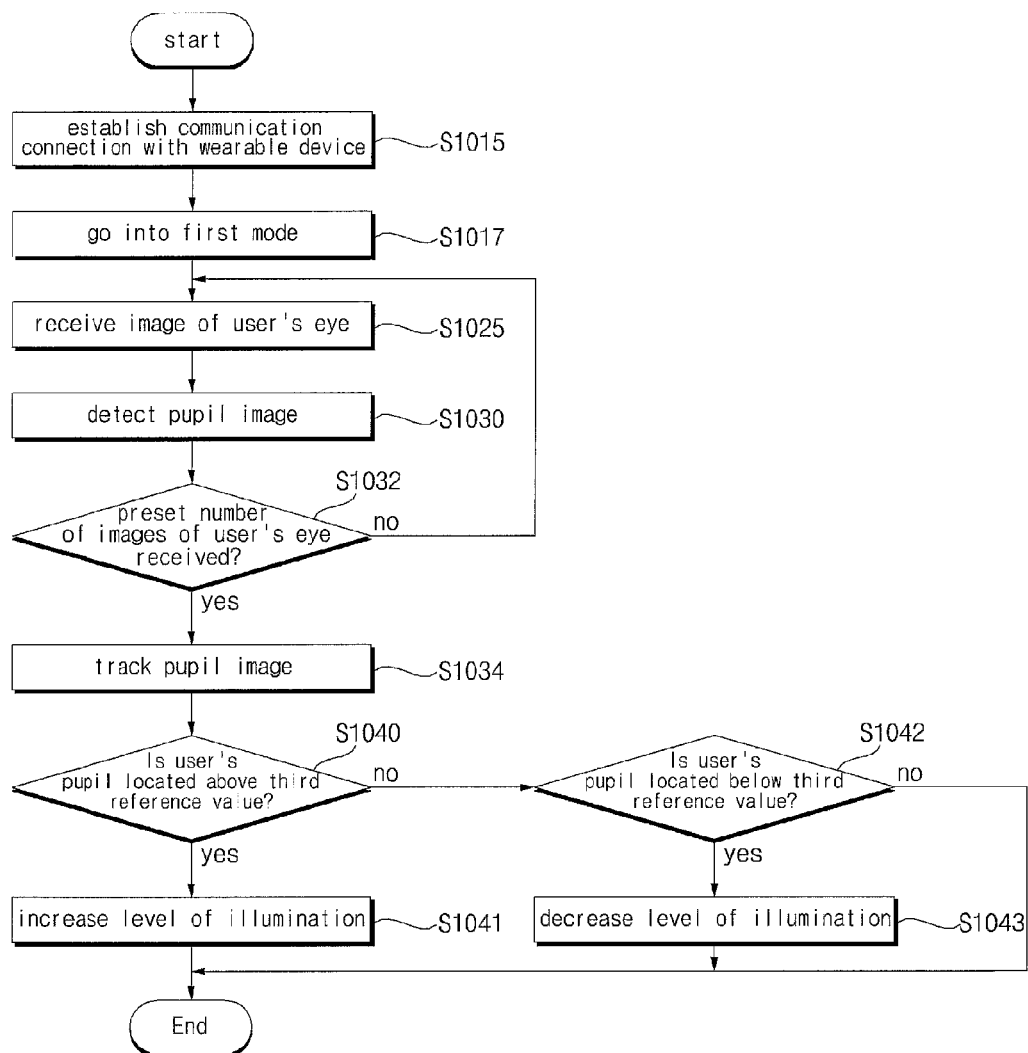 start
establish communication
connection with wearable device
S1015
go into first mode
S1017
receive image of user's eye
S1025
detect pupil image
S1030
S1032
preset number
of images of user's eye
received?
no
yes
track pupil image
S1034
S1040
Is user's
pupil located above third
reference value?
no
yes
S1042
Is user's
pupil located below third
reference value?
no
yes
increase level of illumination
S1041
decrease level of illumination
S1043
End